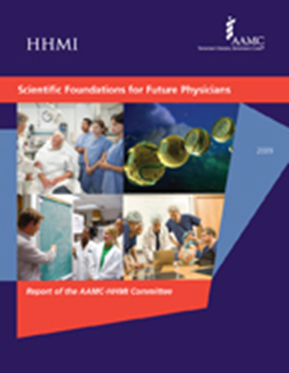 HHMI
AAMC
Scientific Foundations for Future Physicians
2009
Report of the AAMC-HHMI Committee